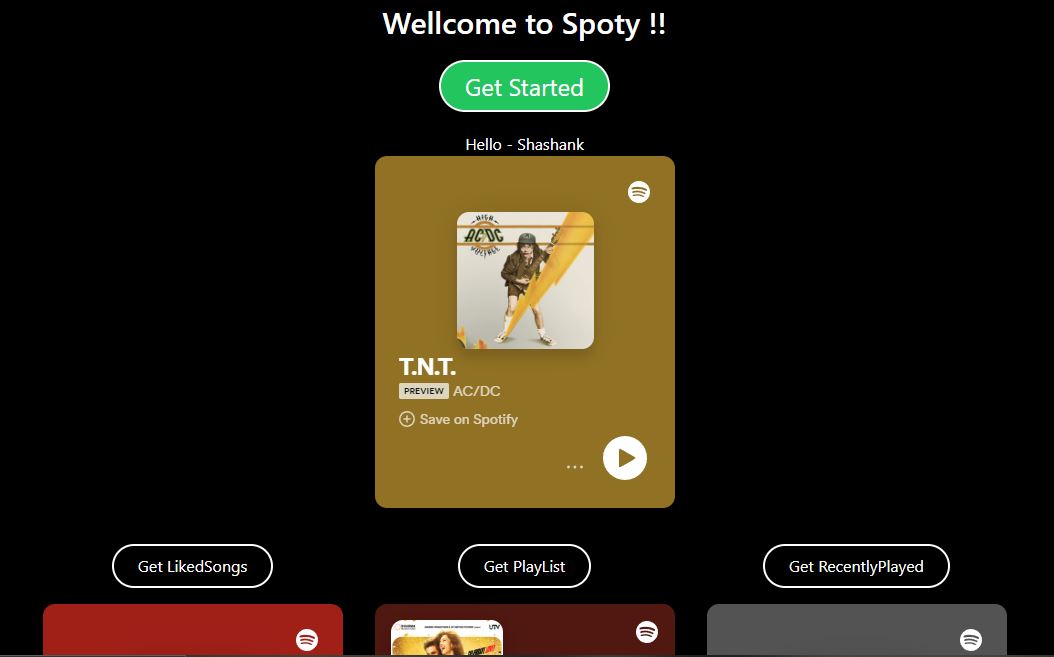 Wellcome to Spoty !!
Get Started
Hello - Shashank
HIGH
AC/DC
VOLTAGE
T.N.T.
PREVIEW AC/DC
Save on Spotify
...
Get LikedSongs
Get PlayList
Get RecentlyPlayed
UTV